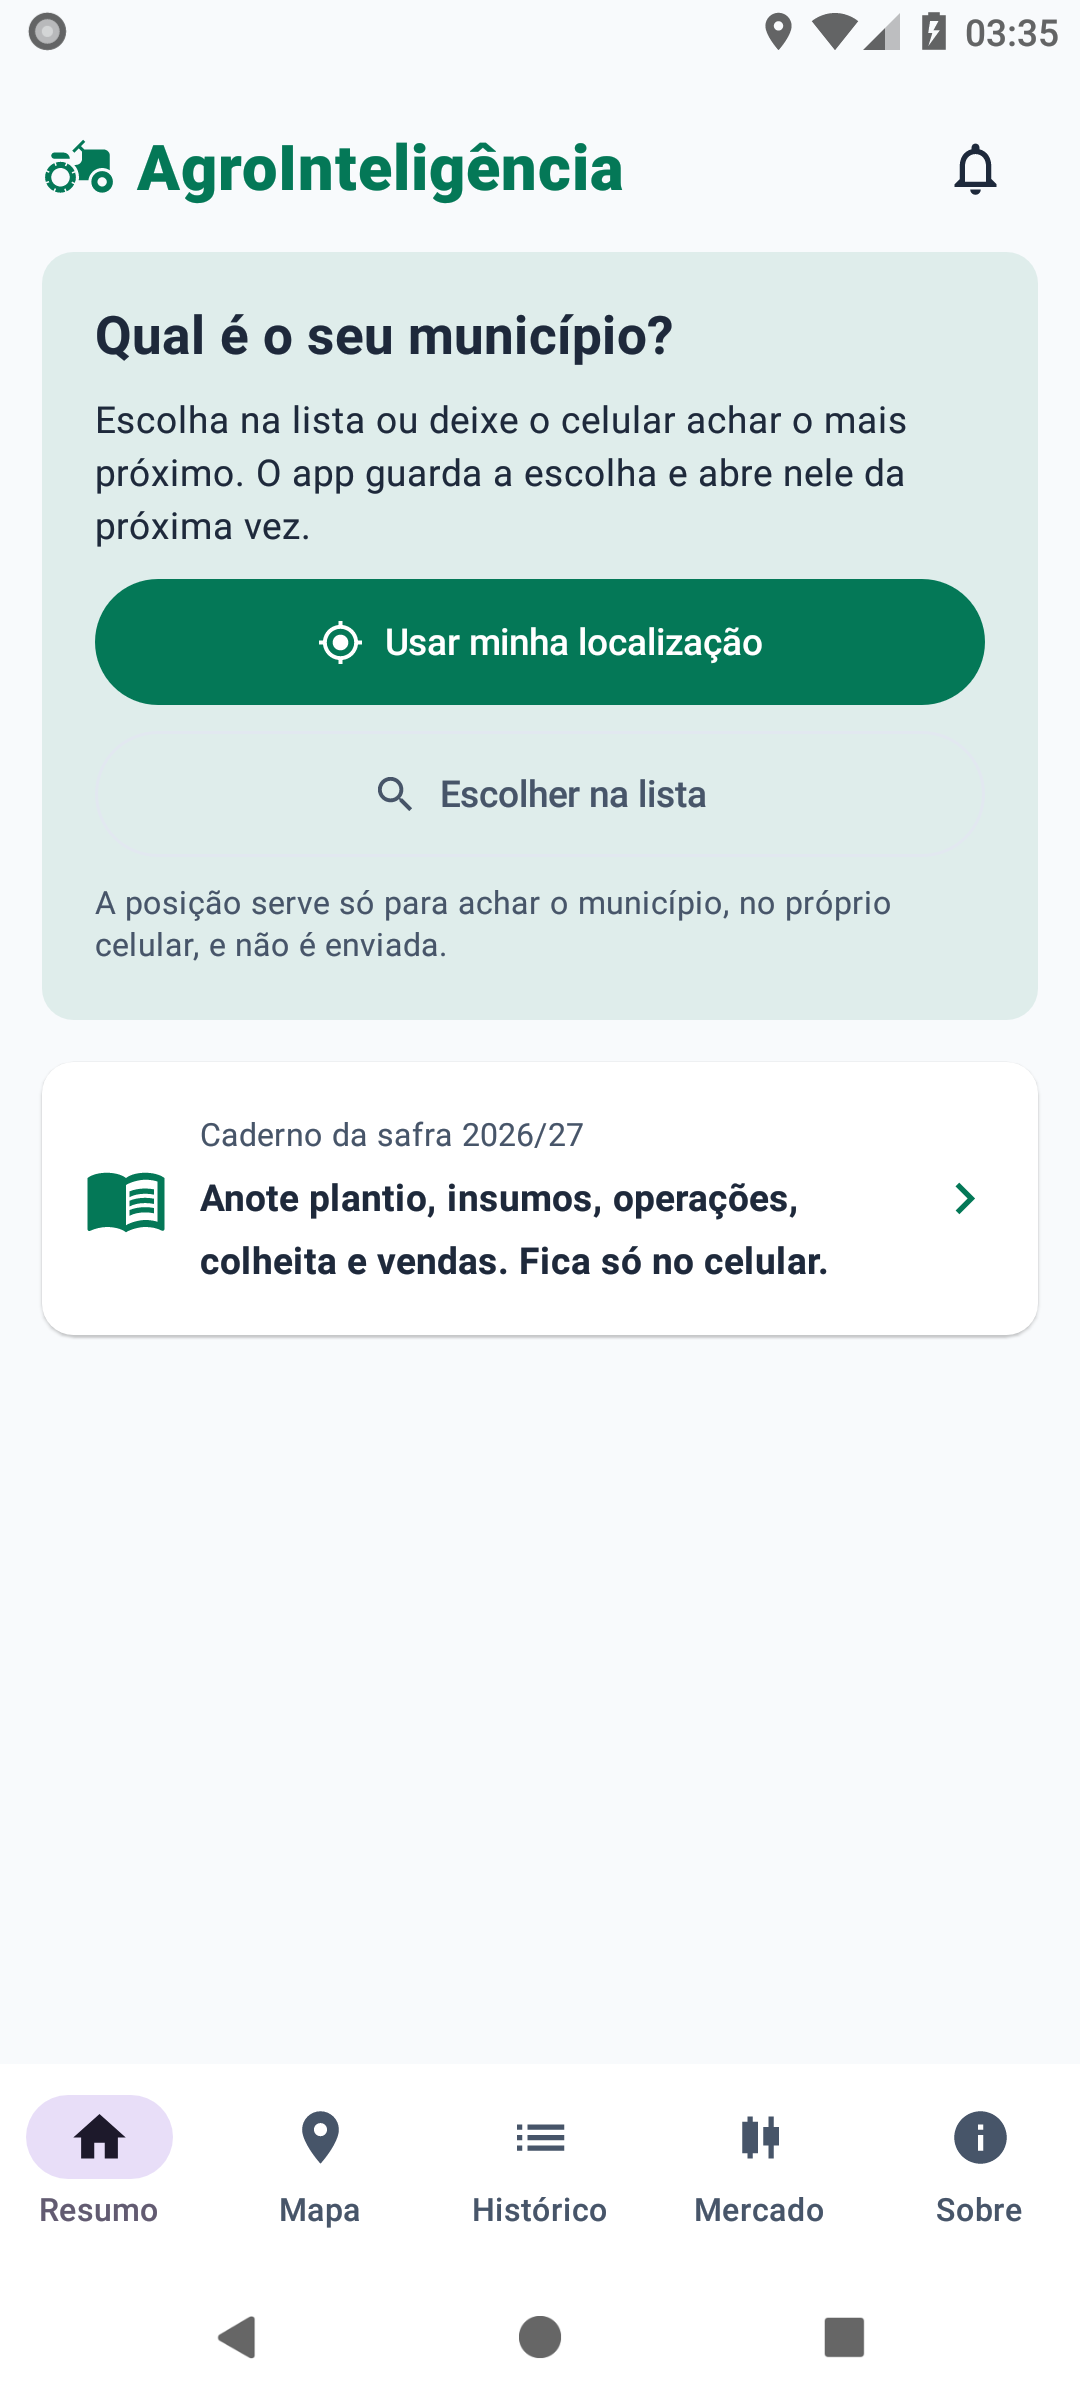 03:35
AgroInteligência
Qual é o seu município?
Escolha na lista ou deixe o celular achar o mais
próximo. O app guarda a escolha e abre nele da
próxima vez.
Usar minha localização
Escolher na lista
A posição serve só para achar o município, no próprio
celular, e não é enviada.
Caderno da safra 2026/27
Anote plantio, insumos, operações,
colheita e vendas. Fica só no celular.
Resumo
Mapa
Histórico
Mercado
Sobre